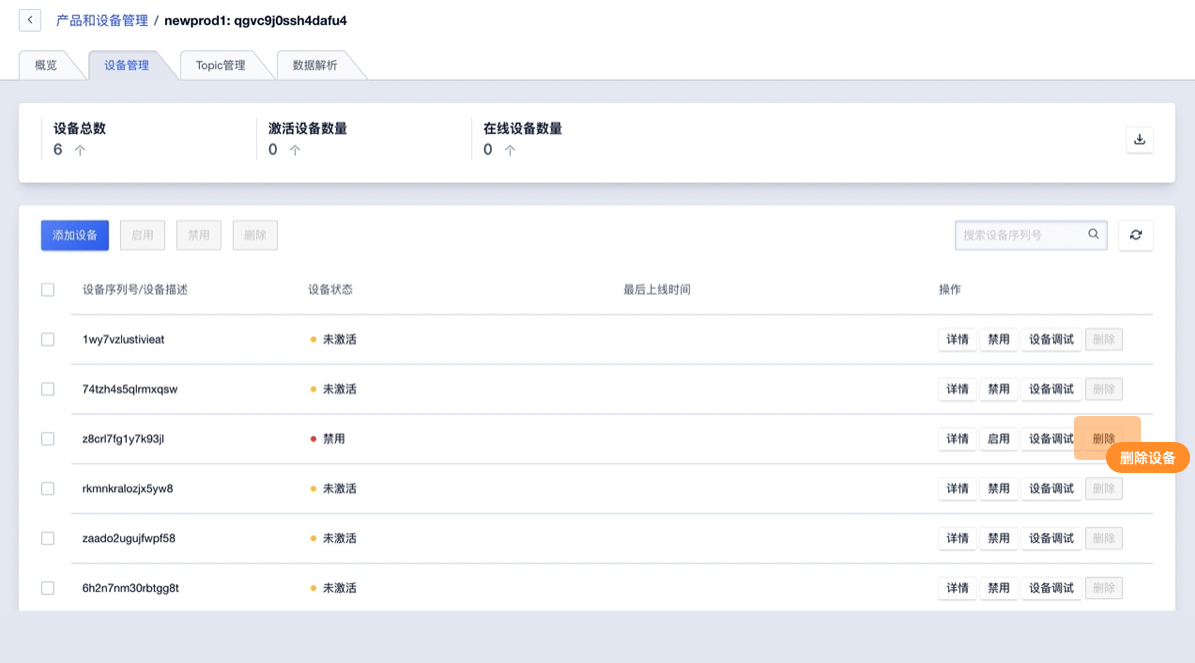 产品和设备管理 / newprod1: qgvc9j0ssh4dafu4
概览 设备管理 Topic管理 数据解析
设备总数 激活设备数量 在线设备数量
6 0 0
添加设备 启用 禁用 删除 搜索设备序列号
设备序列号/设备描述 设备状态 最后上线时间 操作
1wy7vzlustivieat 未激活 详情 禁用 设备调试 删除
74tzh4s5qlrmxqsw 未激活 详情 禁用 设备调试 删除
z8crl7fg1y7k93jl 禁用 详情 启用 设备调试 删除
删除设备
rkmnkralozjx5yw8 未激活 详情 禁用 设备调试 删除
zaado2ugujfwpf58 未激活 详情 禁用 设备调试 删除
6h2n7nm30rbtgg8t 未激活 详情 禁用 设备调试 删除